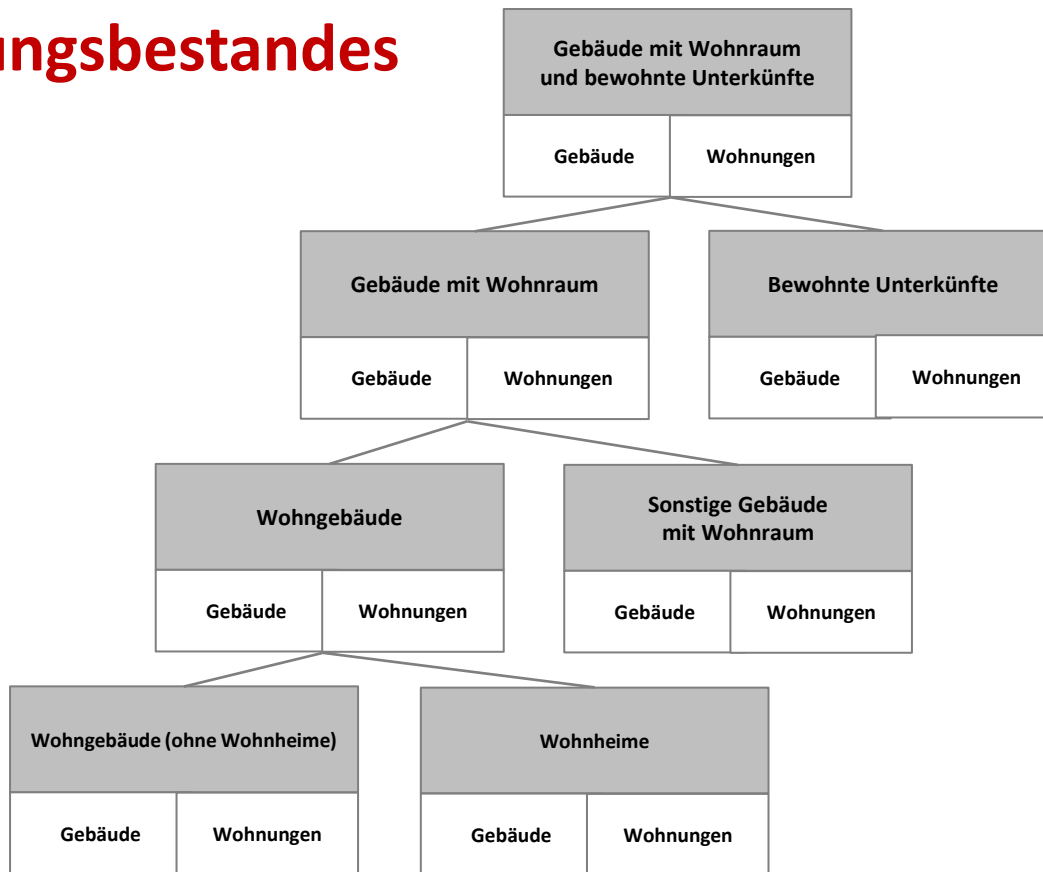 ungsbestandes
Gebäude mit Wohnraum
und bewohnte Unterkünfte
Gebäude Wohnungen
Gebäude mit Wohnraum
Gebäude Wohnungen
Bewohnte Unterkünfte
Gebäude Wohnungen
Wohngebäude
Gebäude Wohnungen
Sonstige Gebäude
mit Wohnraum
Gebäude Wohnungen
Wohngebäude (ohne Wohnheime)
Gebäude Wohnungen
Wohnheime
Gebäude Wohnungen